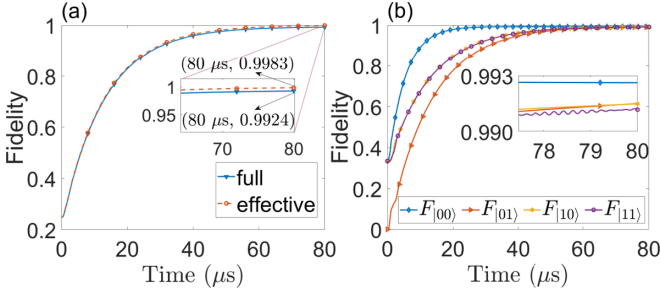 (a)
1
0.8
0.6
0.4
0.2
Fidelity
0 20 40 60 80
Time (μs)
(80 μs, 0.9983)
1
0.95
(80 μs, 0.9924)
72 80
full
effective
(b)
1
0.8
0.6
0.4
0.2
0
Fidelity
0 20 40 60 80
Time (μs)
0.993
0.990
78 79 80
F|00⟩ F|01⟩ F|10⟩ F|11⟩